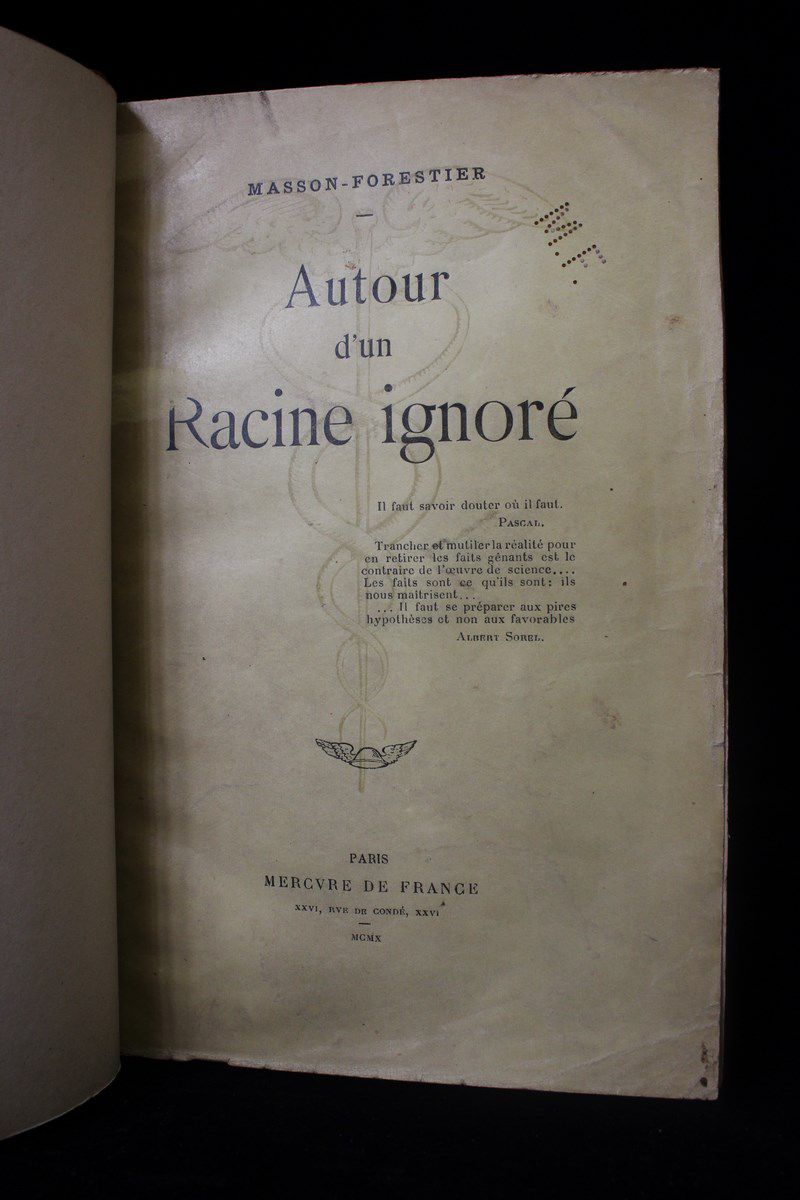 MASSON-FORESTIER
M.F.
Autour
d'un
Racine ignoré
Il faut savoir douter où il faut.
PASCAL.
Trancher et mutiler la réalité pour
en retirer les faits gênants est le
contraire de l'œuvre de science....
Les faits sont ce qu'ils sont: ils
nous maîtrisent...
... Il faut se préparer aux pires
hypothèses et non aux favorables
ALBERT SOREL.
PARIS
MERCVRE DE FRANCE
XXVI, RVE DE CONDÉ, XXVI
MCMX